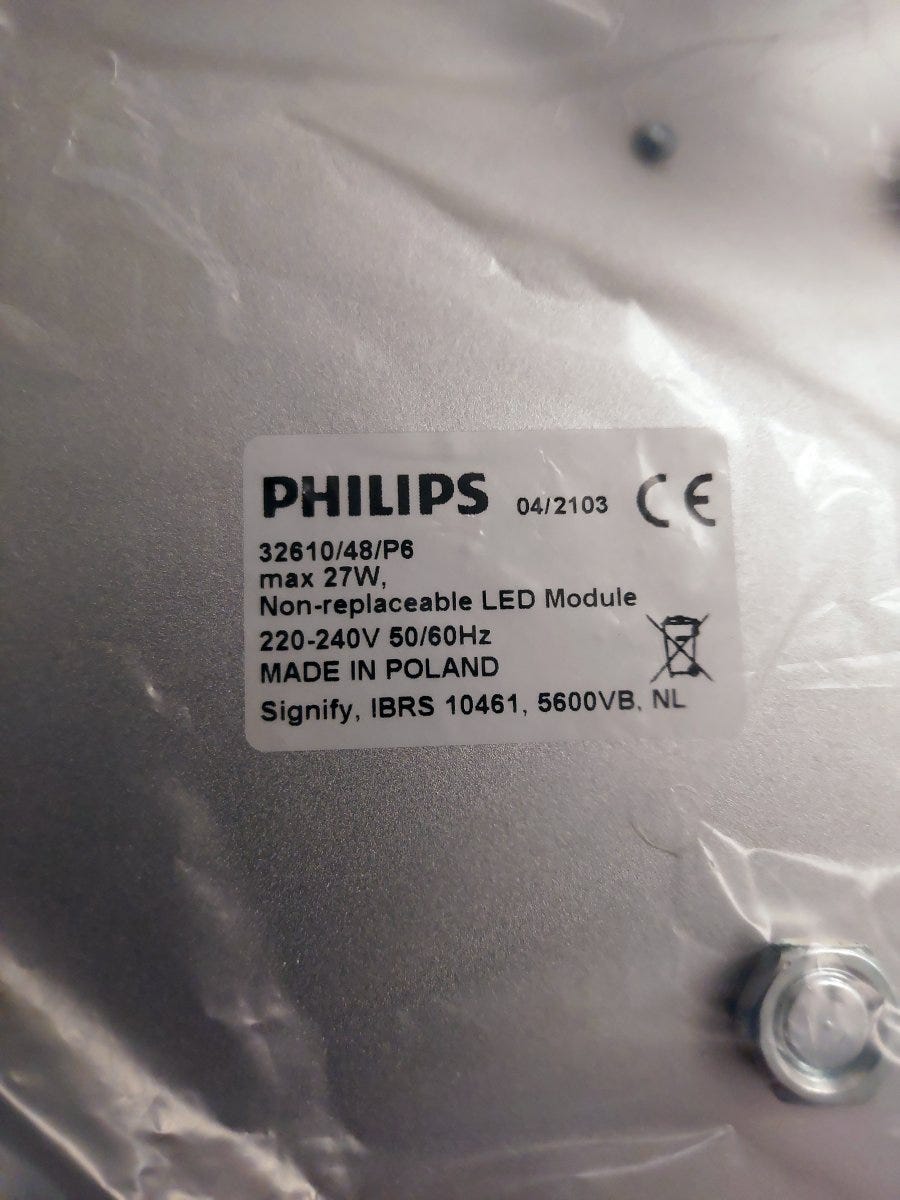 PHILIPS 04/2103 CE
32610/48/P6
max 27W,
Non-replaceable LED Module
220-240V 50/60Hz
MADE IN POLAND
Signify, IBRS 10461, 5600VB, NL